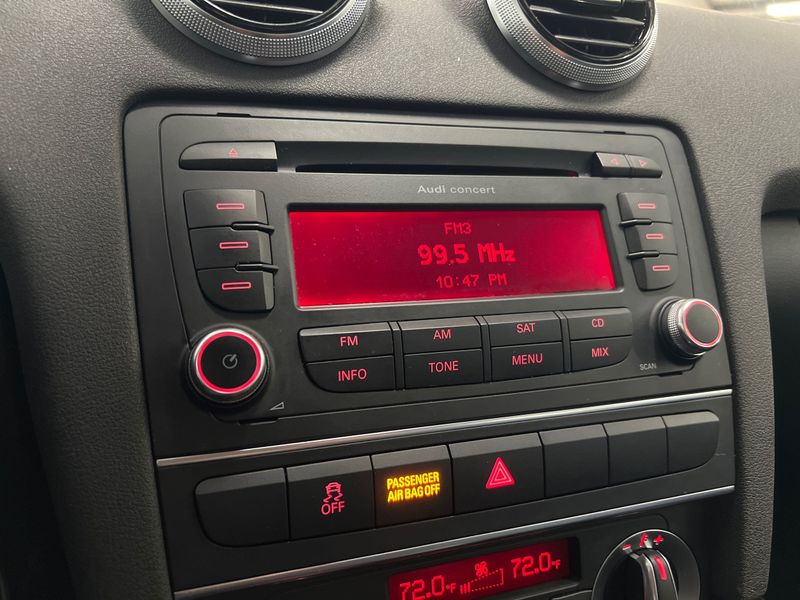 Audi concert
FM3
99.5 MHz
10:47 PM
FM AM SAT CD
INFO TONE MENU MIX
SCAN
OFF
PASSENGER
AIR BAG OFF
72.0°F 72.0°F